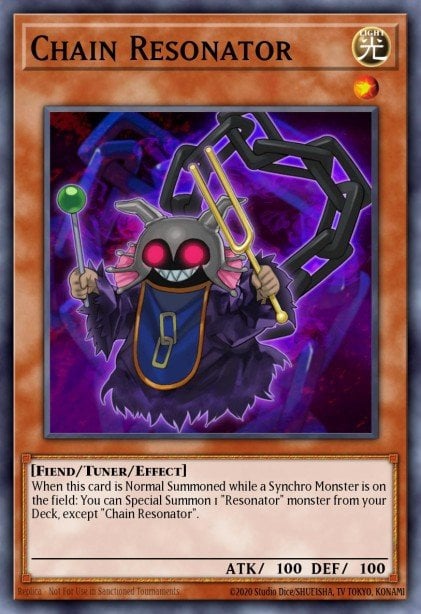 CHAIN RESONATOR
LIGHT
光
[FIEND/TUNER/EFFECT]
When this card is Normal Summoned while a Synchro Monster is on
the field: You can Special Summon 1 "Resonator" monster from your
Deck, except "Chain Resonator".
ATK/ 100 DEF/ 100
Replica - Not For Use in Sanctioned Tournaments ©2020 Studio Dice/SHUEISHA, TV TOKYO, KONAMI